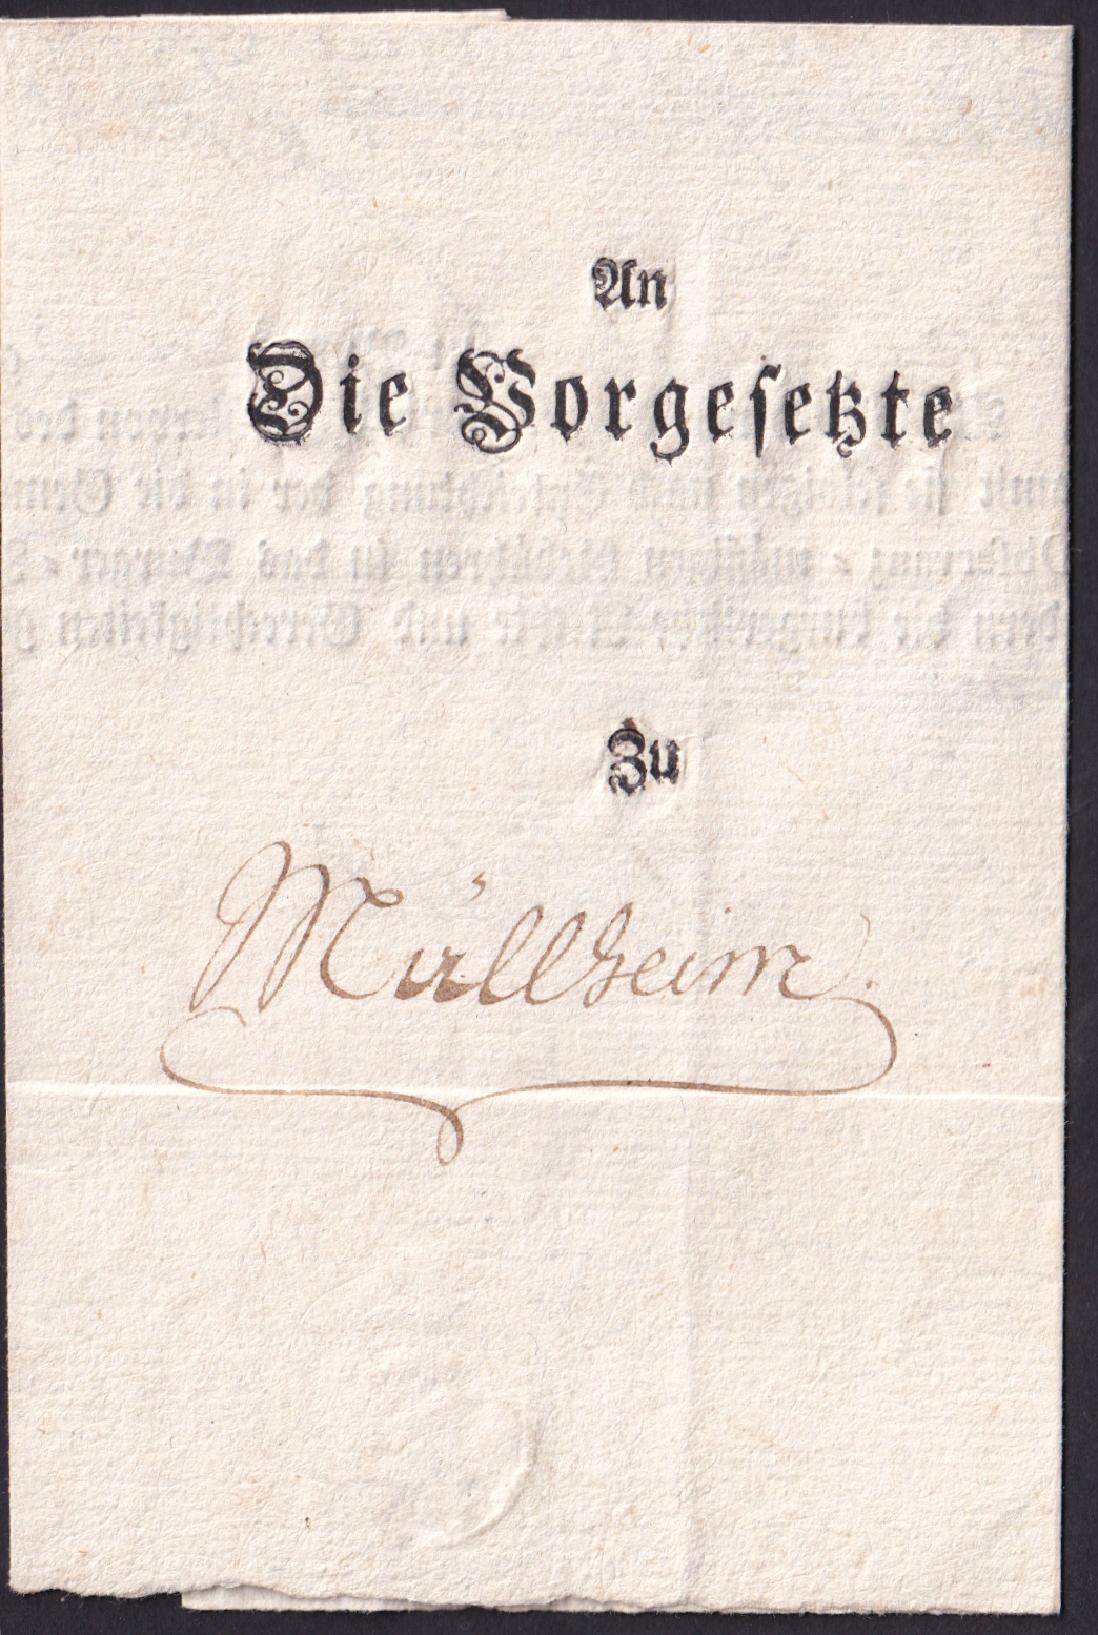 An
Die Vorgesetzte
Zu
Müllheim.